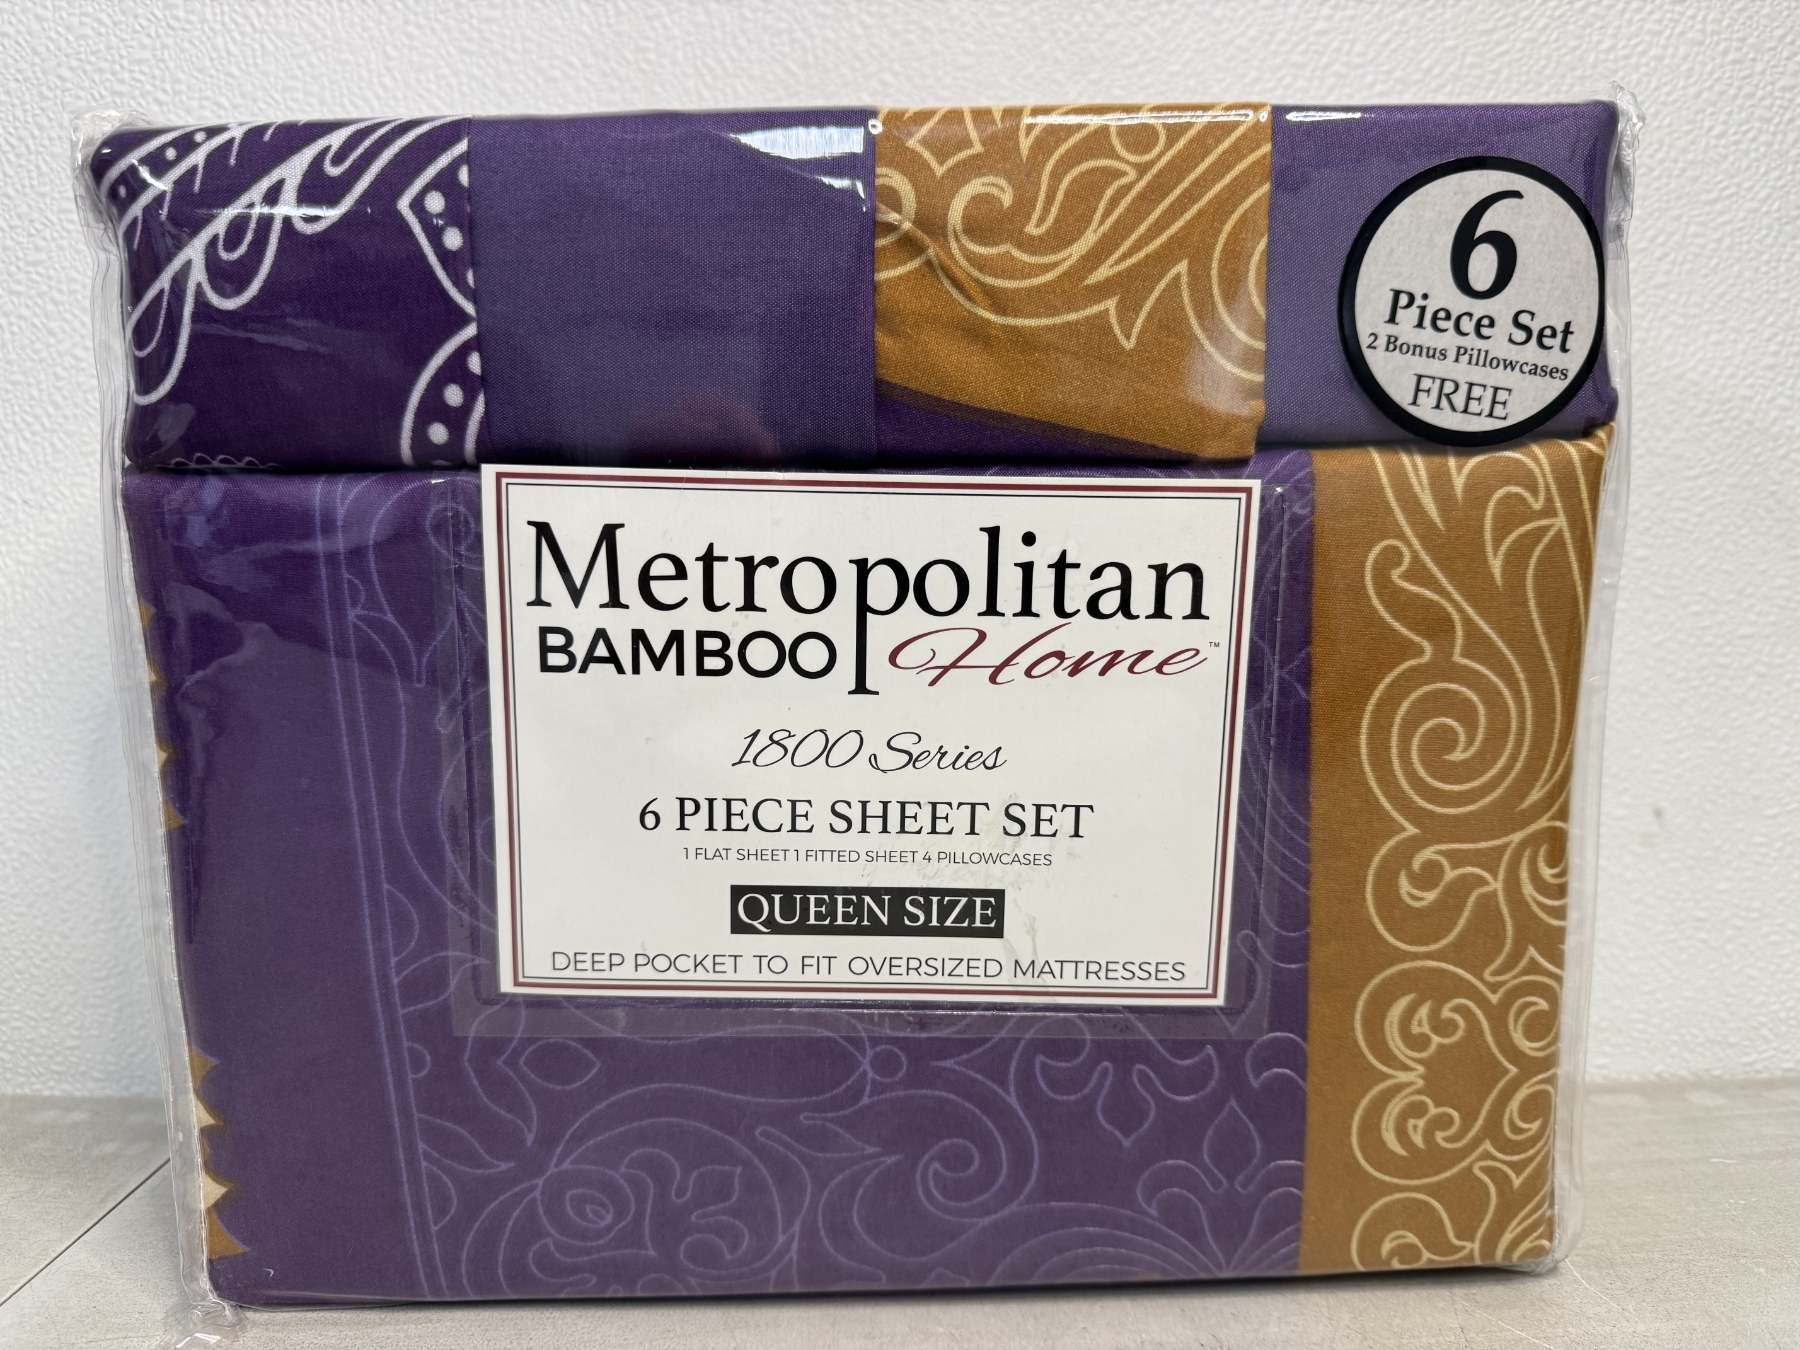 6
Piece Set
2 Bonus Pillowcases
FREE
Metropolitan
BAMBOO Home™
1800 Series
6 PIECE SHEET SET
1 FLAT SHEET 1 FITTED SHEET 4 PILLOWCASES
QUEEN SIZE
DEEP POCKET TO FIT OVERSIZED MATTRESSES